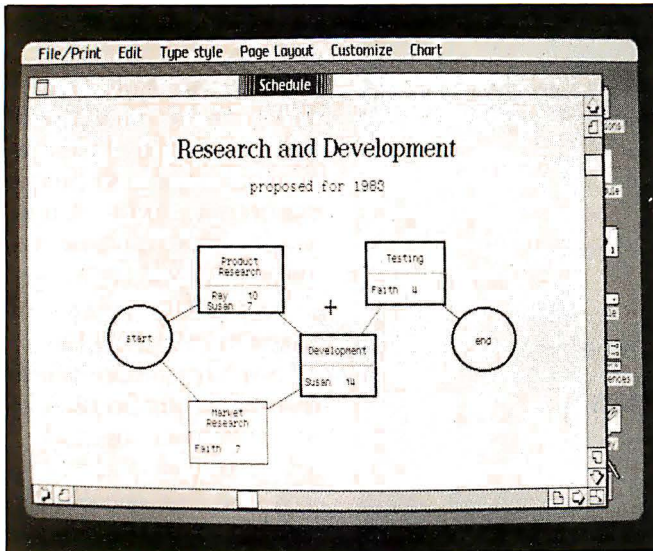 File/Print Edit Type style Page Layout Customize Chart
Schedule
Research and Development
proposed for 1983
Product
Research
Ray 10
Susan 7
Testing
Faith 4
start
Development
Susan 14
end
Market
Research
Faith 7